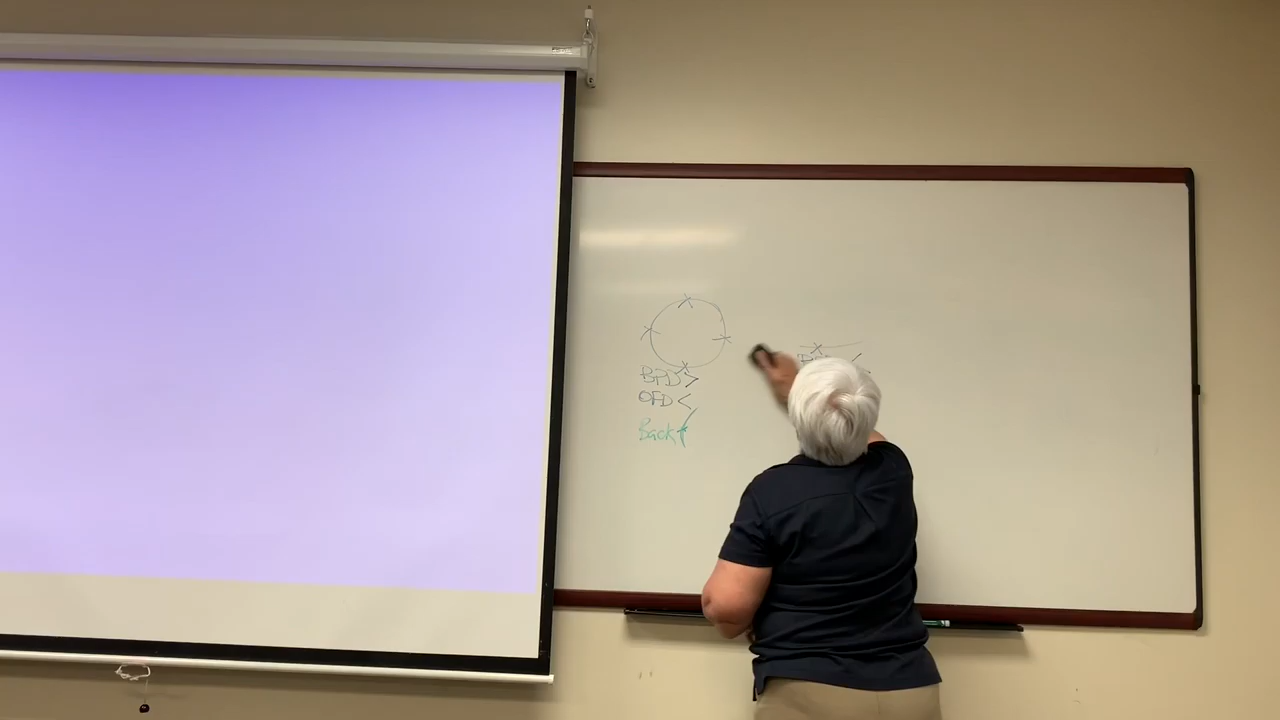 BPD >
OFD <
Back ↑